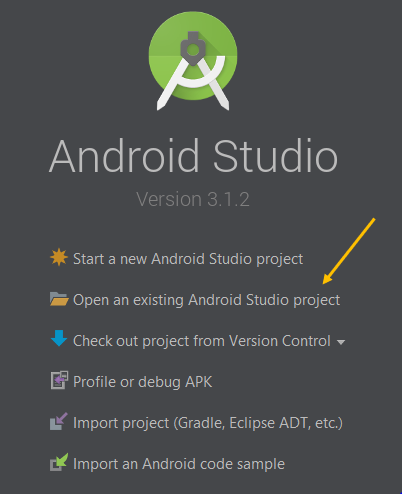 Android Studio
Version 3.1.2
Start a new Android Studio project
Open an existing Android Studio project
Check out project from Version Control
Profile or debug APK
Import project (Gradle, Eclipse ADT, etc.)
Import an Android code sample